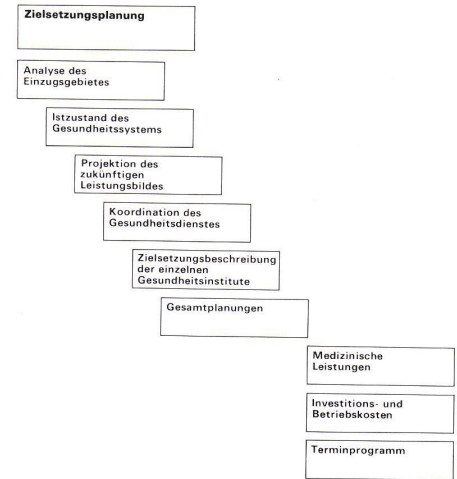 Zielsetzungsplanung
Analyse des
Einzugsgebietes
Istzustand des
Gesundheitssystems
Projektion des
zukünftigen
Leistungsbildes
Koordination des
Gesundheitsdienstes
Zielsetzungsbeschreibung
der einzelnen
Gesundheitsinstitute
Gesamtplanungen
Medizinische
Leistungen
Investitions- und
Betriebskosten
Terminprogramm